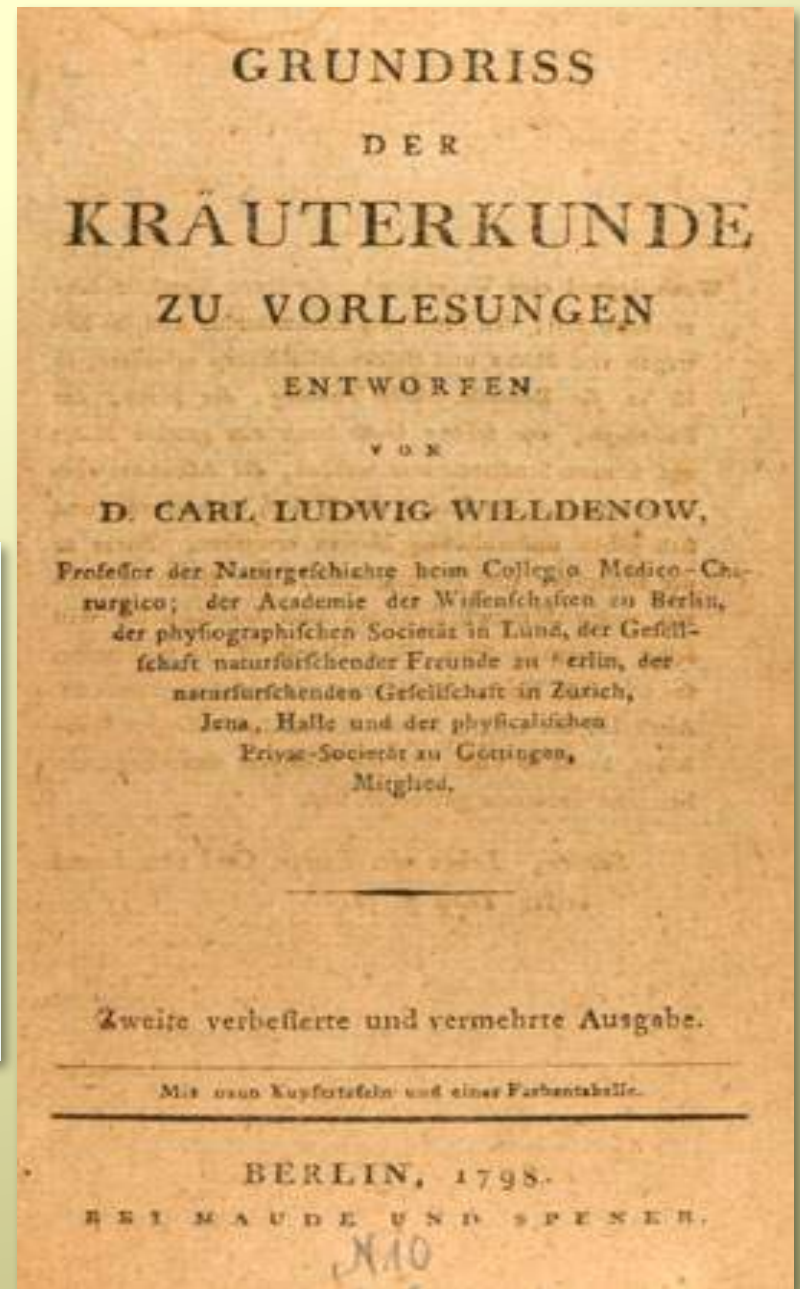 GRUNDRISS
DER
KRÄUTERKUNDE
ZU VORLESUNGEN
ENTWORFEN
VON
D. CARL LUDWIG WILLDENOW,
Profeſſor der Naturgeſchichte beim Collegio Medico-Chi-
rurgico; der Academie der Wiſſenſchaften zu Berlin,
der phyſiographiſchen Societät in Lund, der Geſell-
ſchaft naturforſchender Freunde zu Berlin, der
naturforſchenden Geſellſchaft in Zürich,
Jena, Halle und der phyſicaliſchen
Privat-Societät zu Göttingen,
Mitglied.
Zweite verbeſſerte und vermehrte Ausgabe.
Mit neun Kupfertafeln und einer Farbentabelle.
BERLIN, 1798.
BEI HAUDE UND SPENER.
N10